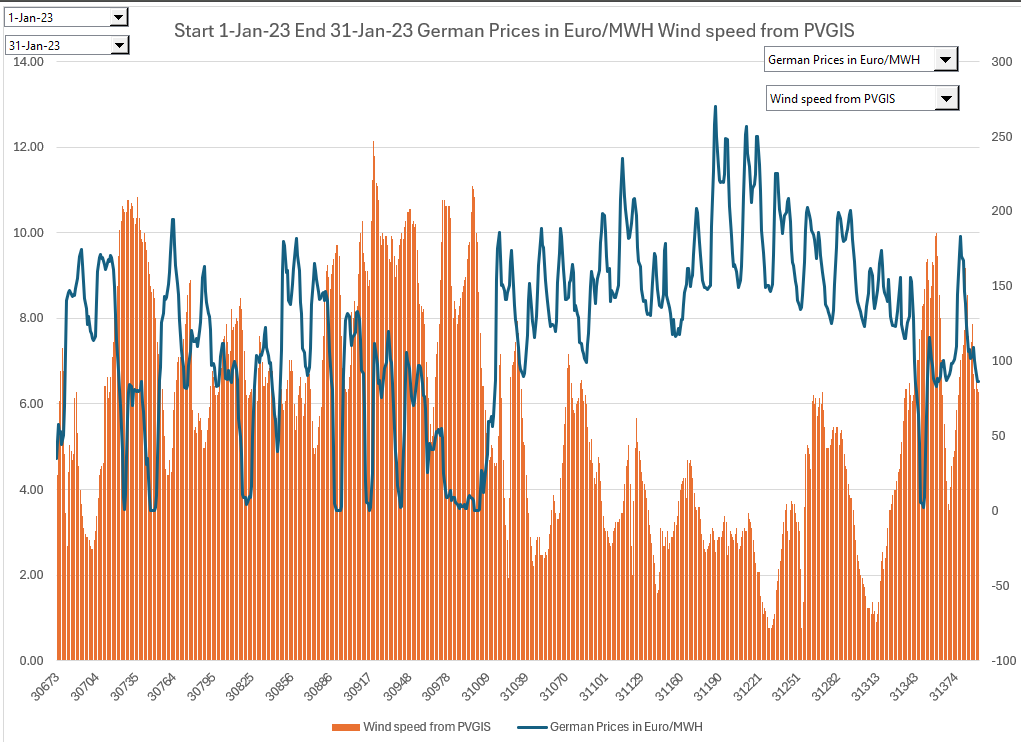 1-Jan-23
31-Jan-23
Start 1-Jan-23 End 31-Jan-23 German Prices in Euro/MWH Wind speed from PVGIS
German Prices in Euro/MWH
Wind speed from PVGIS
14.00
12.00
10.00
8.00
6.00
4.00
2.00
0.00
300
250
200
150
100
50
0
-50
-100
30673 30704 30735 30764 30795 30825 30856 30886 30917 30948 30978 31009 31039 31070 31101 31129 31160 31190 31221 31251 31282 31313 31343 31374
Wind speed from PVGIS German Prices in Euro/MWH